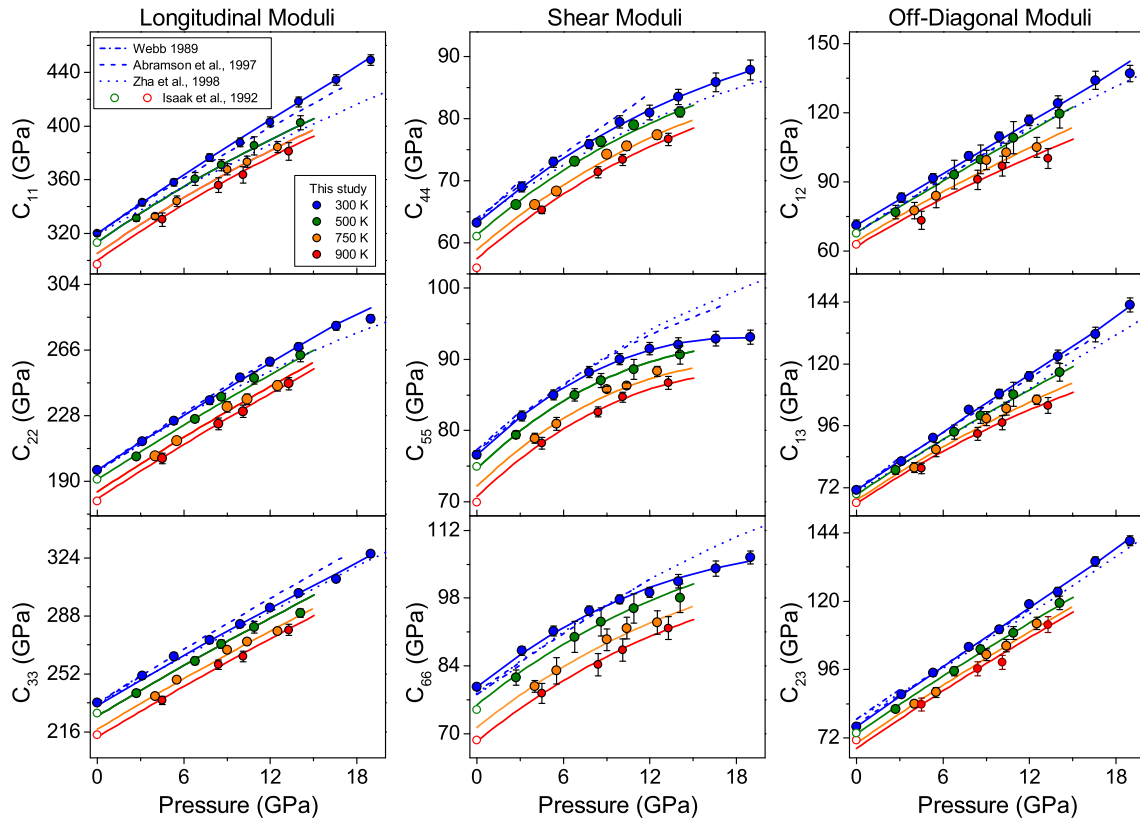 Longitudinal Moduli
Shear Moduli
Off-Diagonal Moduli
Webb 1989
Abramson et al., 1997
Zha et al., 1998
Isaak et al., 1992
This study
300 K
500 K
750 K
900 K
C11 (GPa)
440
400
360
320
C44 (GPa)
90
80
70
60
C12 (GPa)
150
120
90
60
C22 (GPa)
304
266
228
190
C55 (GPa)
100
90
80
70
C13 (GPa)
144
120
96
72
C33 (GPa)
324
288
252
216
C66 (GPa)
112
98
84
70
C23 (GPa)
144
120
96
72
0 6 12 18
0 6 12 18
0 6 12 18
Pressure (GPa)
Pressure (GPa)
Pressure (GPa)